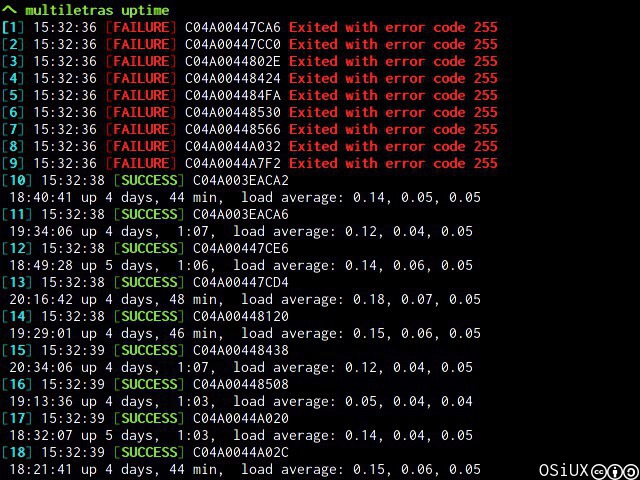 ^ multiletras uptime
[1] 15:32:36 [FAILURE] C04A00447CA6 Exited with error code 255
[2] 15:32:36 [FAILURE] C04A00447CC0 Exited with error code 255
[3] 15:32:36 [FAILURE] C04A0044802E Exited with error code 255
[4] 15:32:36 [FAILURE] C04A00448424 Exited with error code 255
[5] 15:32:36 [FAILURE] C04A004484FA Exited with error code 255
[6] 15:32:36 [FAILURE] C04A00448530 Exited with error code 255
[7] 15:32:36 [FAILURE] C04A00448566 Exited with error code 255
[8] 15:32:36 [FAILURE] C04A0044A032 Exited with error code 255
[9] 15:32:36 [FAILURE] C04A0044A7F2 Exited with error code 255
[10] 15:32:38 [SUCCESS] C04A003EACA2
18:40:41 up 4 days, 44 min,  load average: 0.14, 0.05, 0.05
[11] 15:32:38 [SUCCESS] C04A003EACA6
19:34:06 up 4 days,  1:07,  load average: 0.12, 0.04, 0.05
[12] 15:32:38 [SUCCESS] C04A00447CE6
18:49:28 up 5 days,  1:06,  load average: 0.14, 0.06, 0.05
[13] 15:32:38 [SUCCESS] C04A00447CD4
20:16:42 up 4 days, 48 min,  load average: 0.18, 0.07, 0.05
[14] 15:32:38 [SUCCESS] C04A00448120
19:29:01 up 4 days, 46 min,  load average: 0.15, 0.06, 0.05
[15] 15:32:39 [SUCCESS] C04A00448438
20:34:06 up 4 days,  1:07,  load average: 0.12, 0.04, 0.05
[16] 15:32:39 [SUCCESS] C04A00448508
19:13:36 up 4 days,  1:03,  load average: 0.05, 0.04, 0.04
[17] 15:32:39 [SUCCESS] C04A0044A020
18:32:07 up 5 days,  1:03,  load average: 0.14, 0.04, 0.05
[18] 15:32:39 [SUCCESS] C04A0044A02C
18:21:41 up 4 days, 44 min,  load average: 0.15, 0.06, 0.05
OSiUX